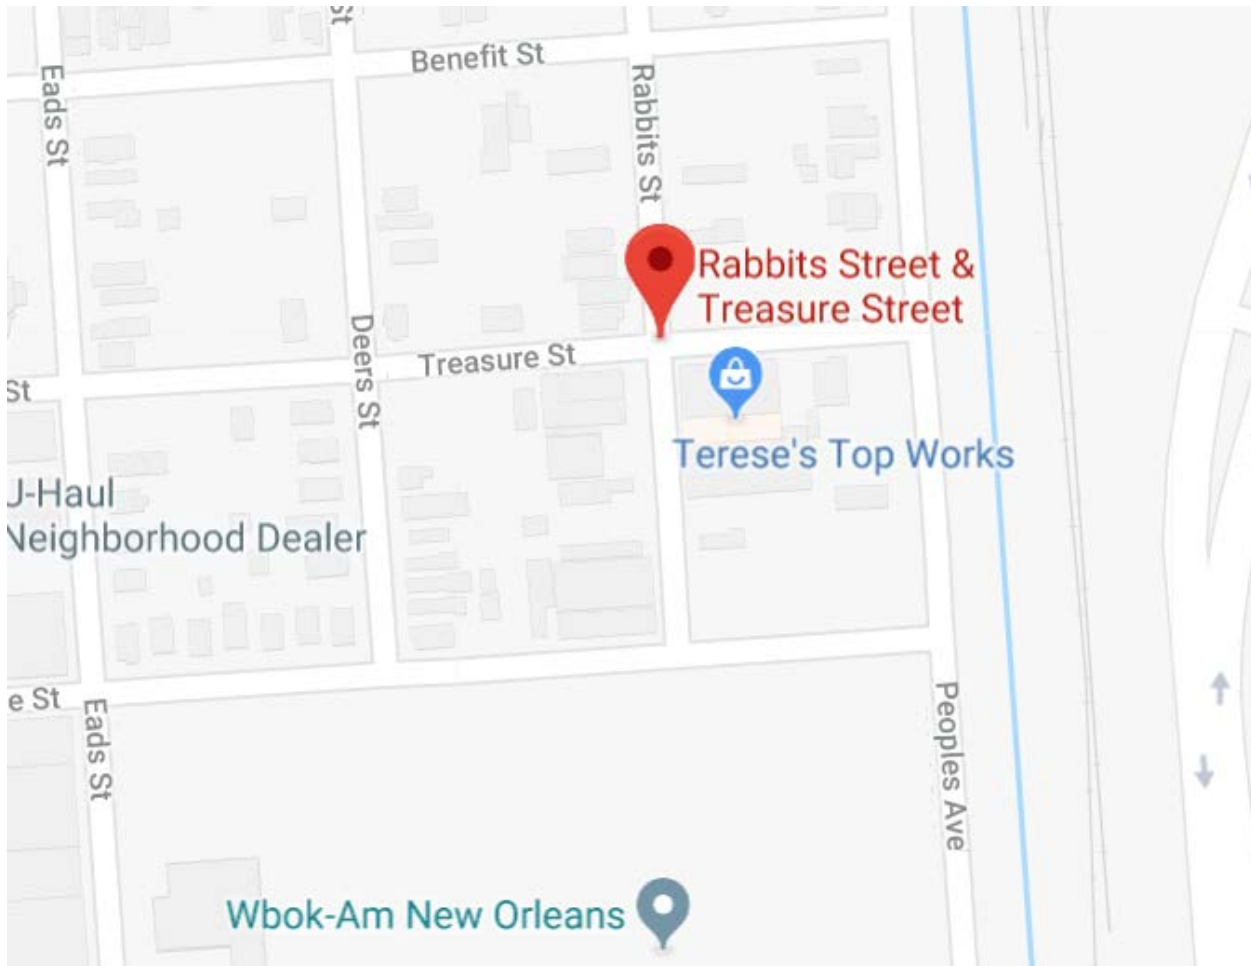 St
Benefit St
Eads St
Rabbits St
Rabbits Street &
Treasure Street
Deers St
Treasure St
St
Terese's Top Works
J-Haul
Neighborhood Dealer
e St
Eads St
Peoples Ave
Wbok-Am New Orleans